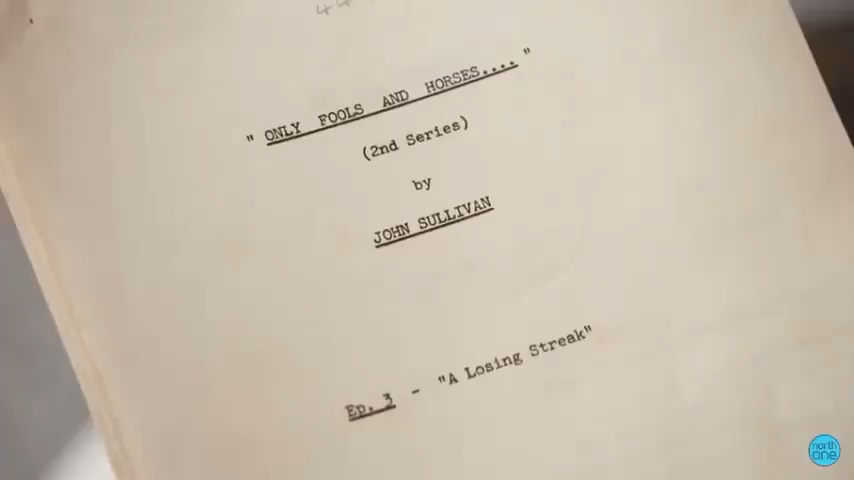 " ONLY FOOLS AND HORSES.... "
(2nd Series)
by
JOHN SULLIVAN
Ep. 3 - "A Losing Streak"
north
one